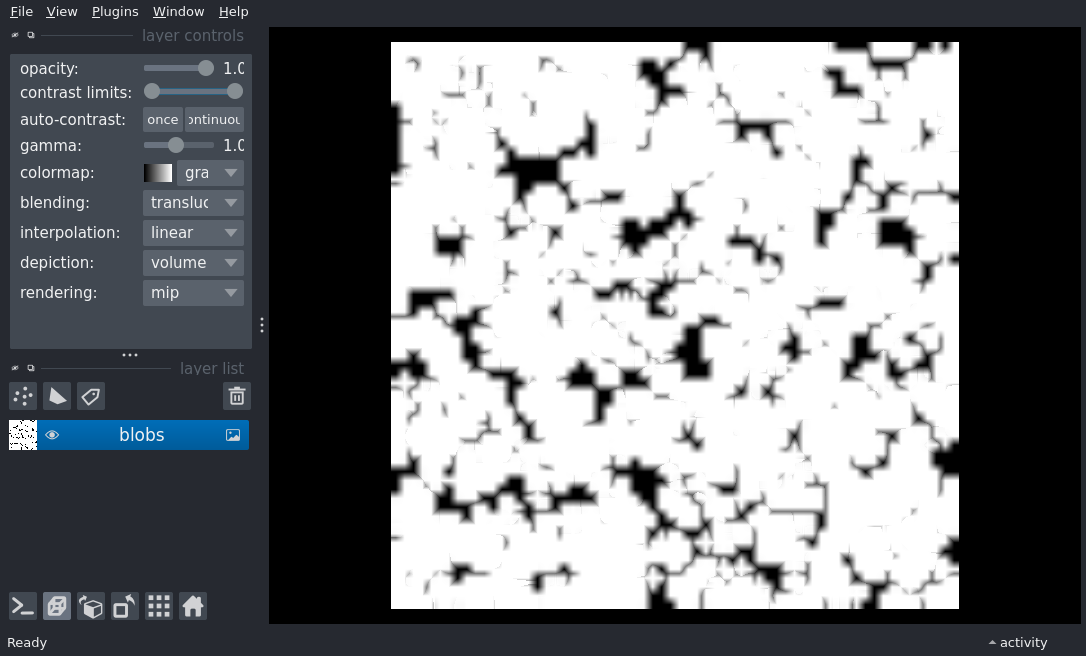 File View Plugins Window Help
layer controls
opacity: 1.0
contrast limits:
auto-contrast: once ontinuou
gamma: 1.0
colormap: gra
blending: transluc
interpolation: linear
depiction: volume
rendering: mip
layer list
blobs
Ready activity